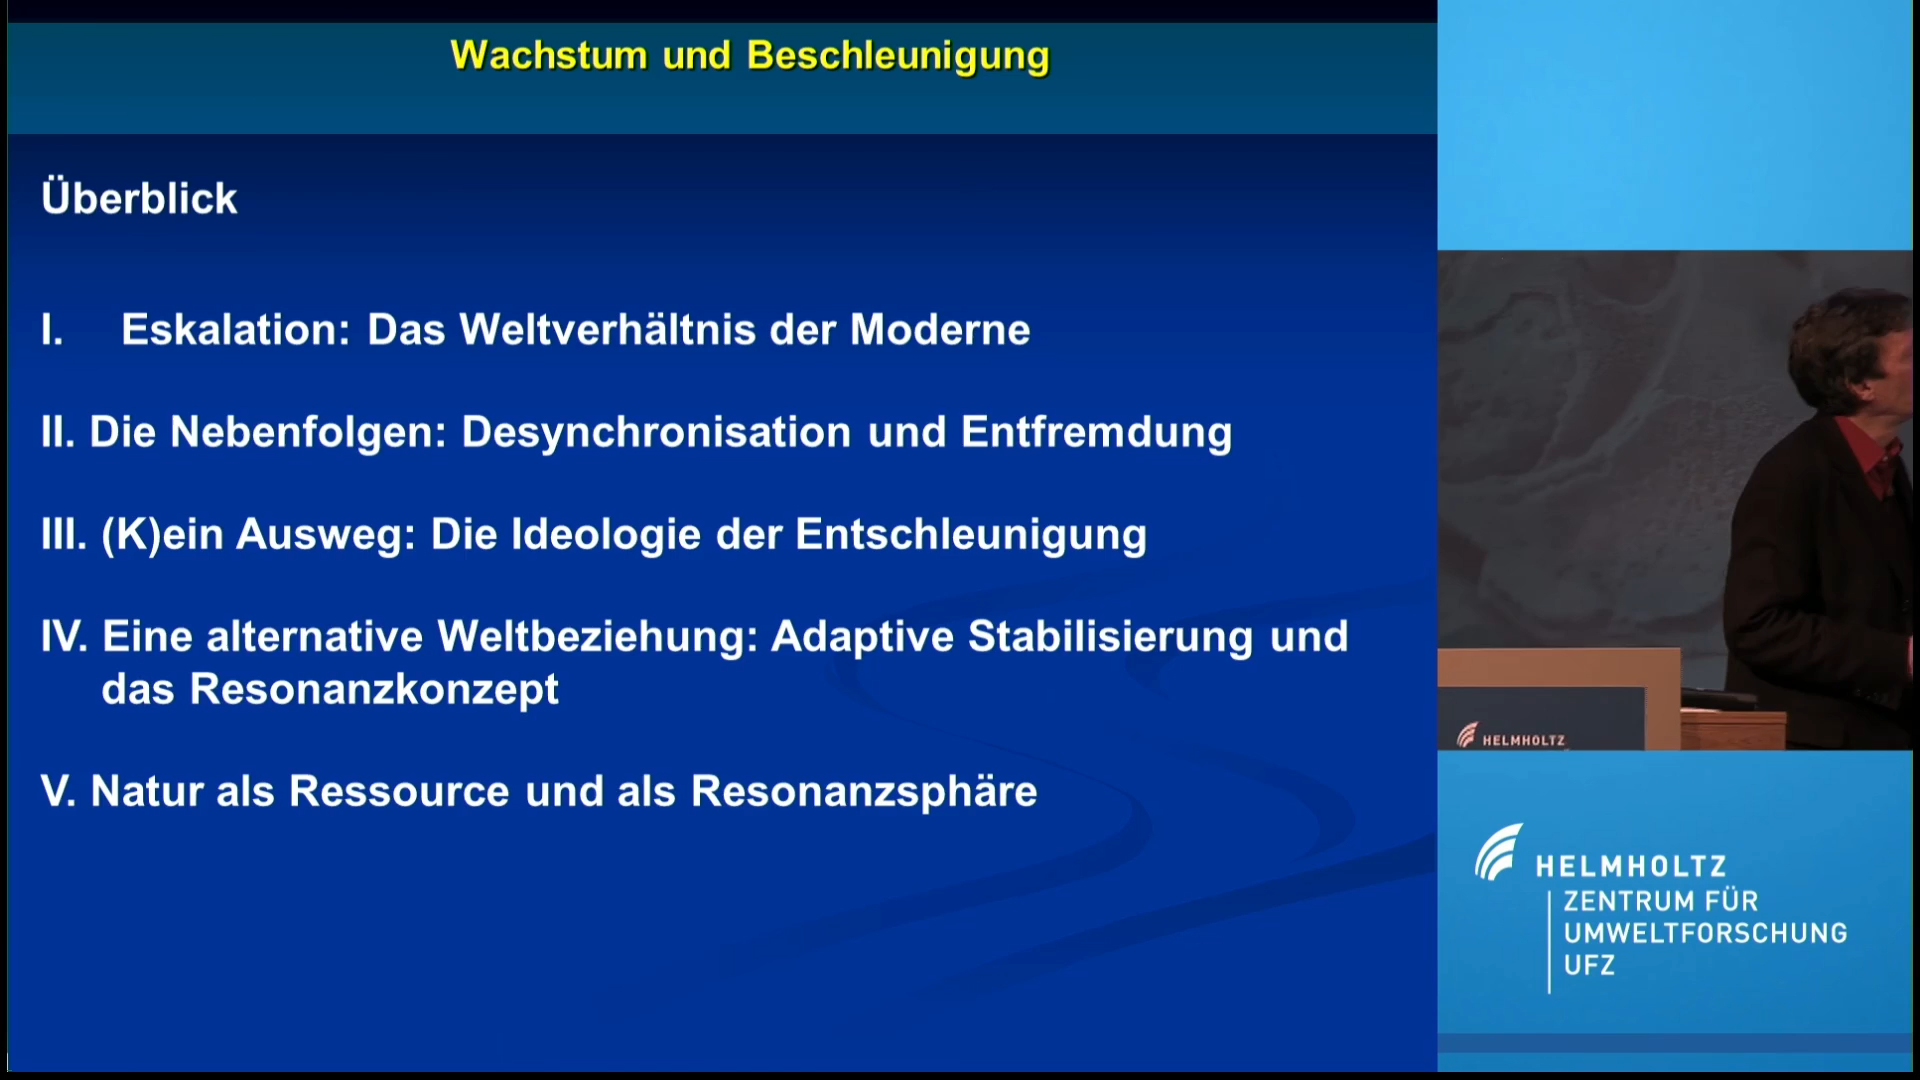 Wachstum und Beschleunigung
Überblick
I. Eskalation: Das Weltverhältnis der Moderne
II. Die Nebenfolgen: Desynchronisation und Entfremdung
III. (K)ein Ausweg: Die Ideologie der Entschleunigung
IV. Eine alternative Weltbeziehung: Adaptive Stabilisierung und
das Resonanzkonzept
V. Natur als Ressource und als Resonanzsphäre
HELMHOLTZ
HELMHOLTZ
ZENTRUM FÜR
UMWELTFORSCHUNG
UFZ